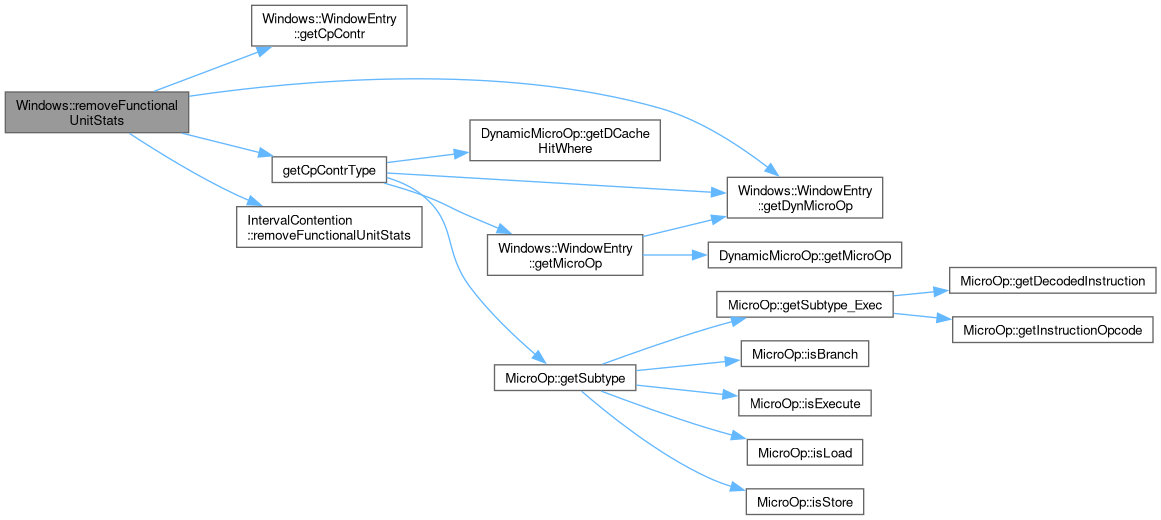 Windows::WindowEntry
::getCpContr
Windows::removeFunctional
UnitStats
DynamicMicroOp::getDCache
HitWhere
getCpContrType
Windows::WindowEntry
::getDynMicroOp
IntervalContention
::removeFunctionalUnitStats
Windows::WindowEntry
::getMicroOp
DynamicMicroOp::getMicroOp
MicroOp::getDecodedInstruction
MicroOp::getSubtype_Exec
MicroOp::getInstructionOpcode
MicroOp::isBranch
MicroOp::getSubtype
MicroOp::isExecute
MicroOp::isLoad
MicroOp::isStore